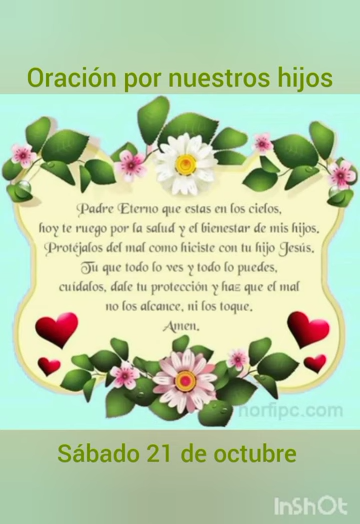 Oración por nuestros hijos
Padre Eterno que estas en los cielos,
hoy te ruego por la salud y el bienestar de mis hijos.
Protéjalos del mal como hiciste con tu hijo Jesús.
Tu que todo lo ves y todo lo puedes,
cuídalos, dale tu protección y haz que el mal
no los alcance, ni los toque.
Amen.
norfipc.com
Sábado 21 de octubre
InShOt